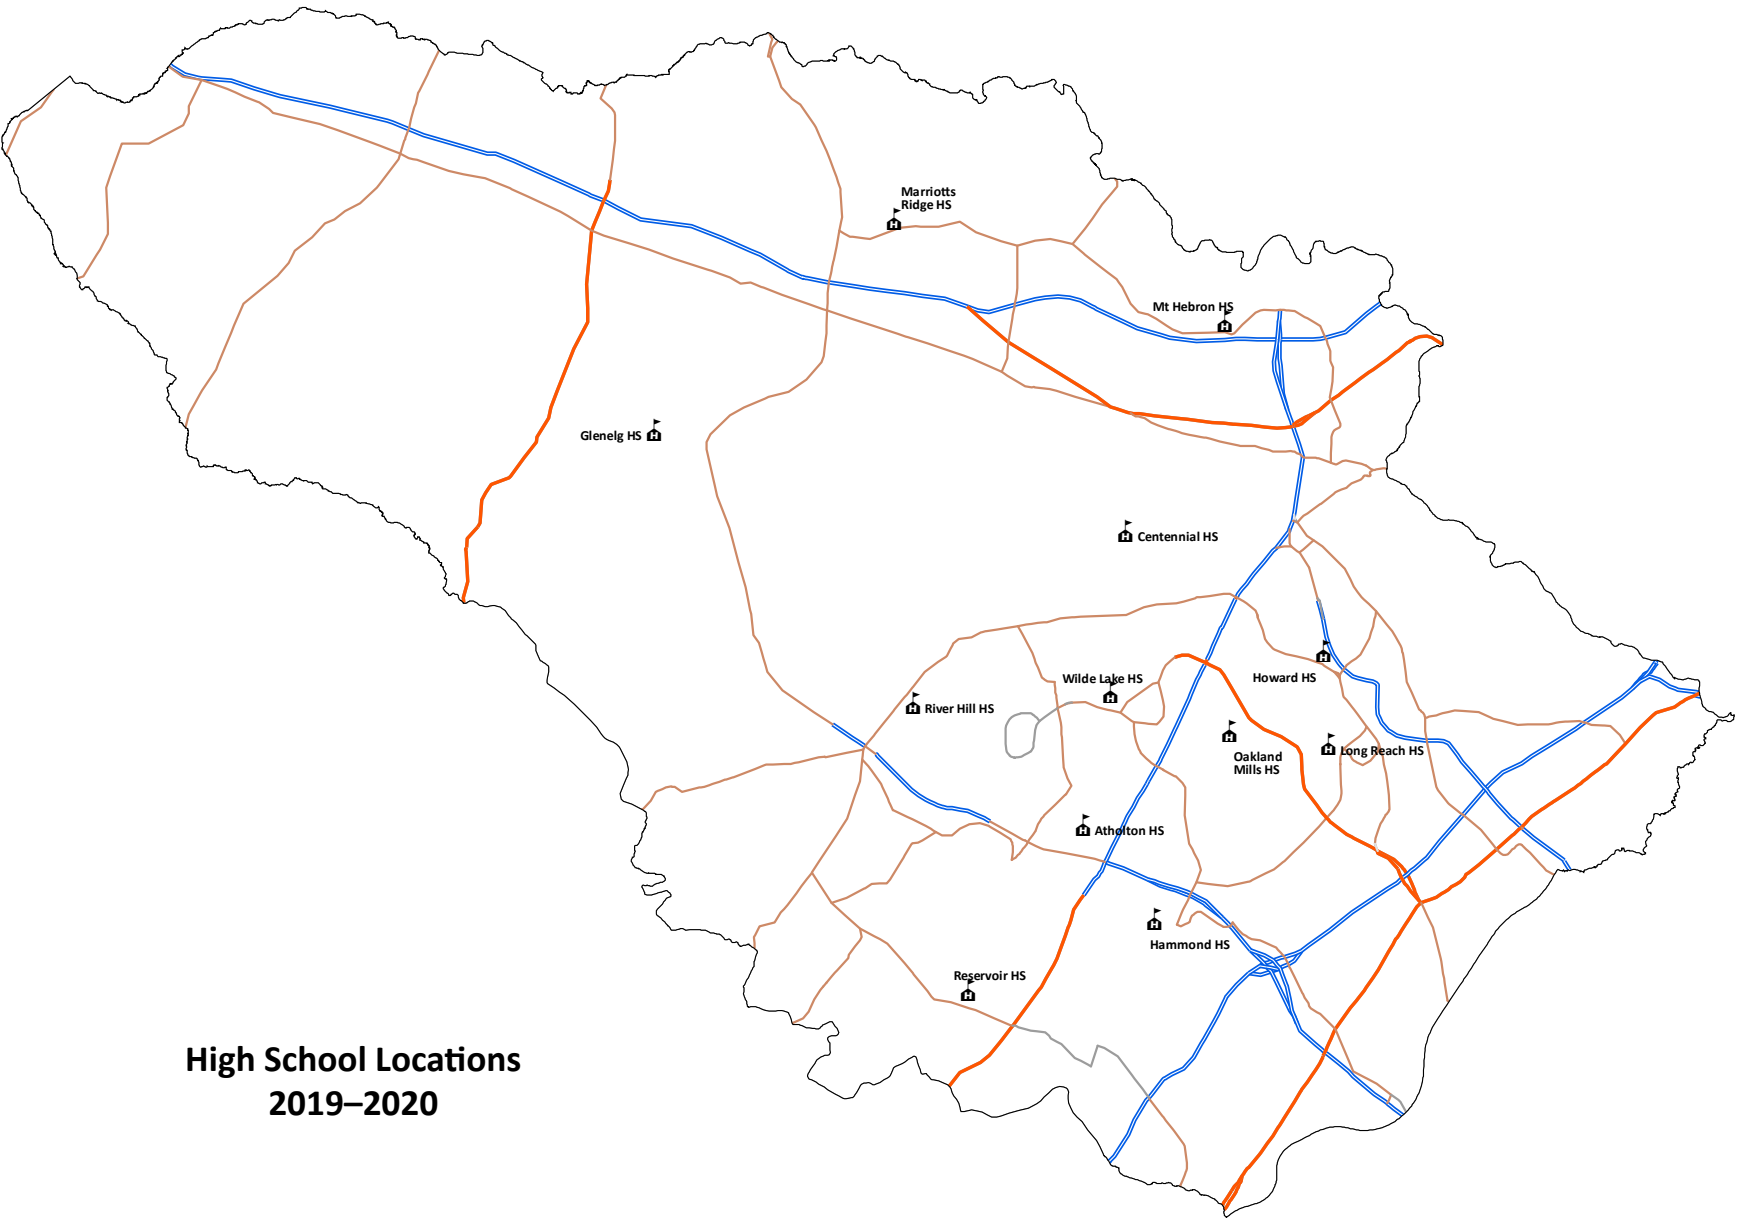 Marriotts
Ridge HS
Mt Hebron HS
Glenelg HS
Centennial HS
Wilde Lake HS
Howard HS
River Hill HS
Oakland
Mills HS
Long Reach HS
Atholton HS
Hammond HS
Reservoir HS
High School Locations
2019–2020